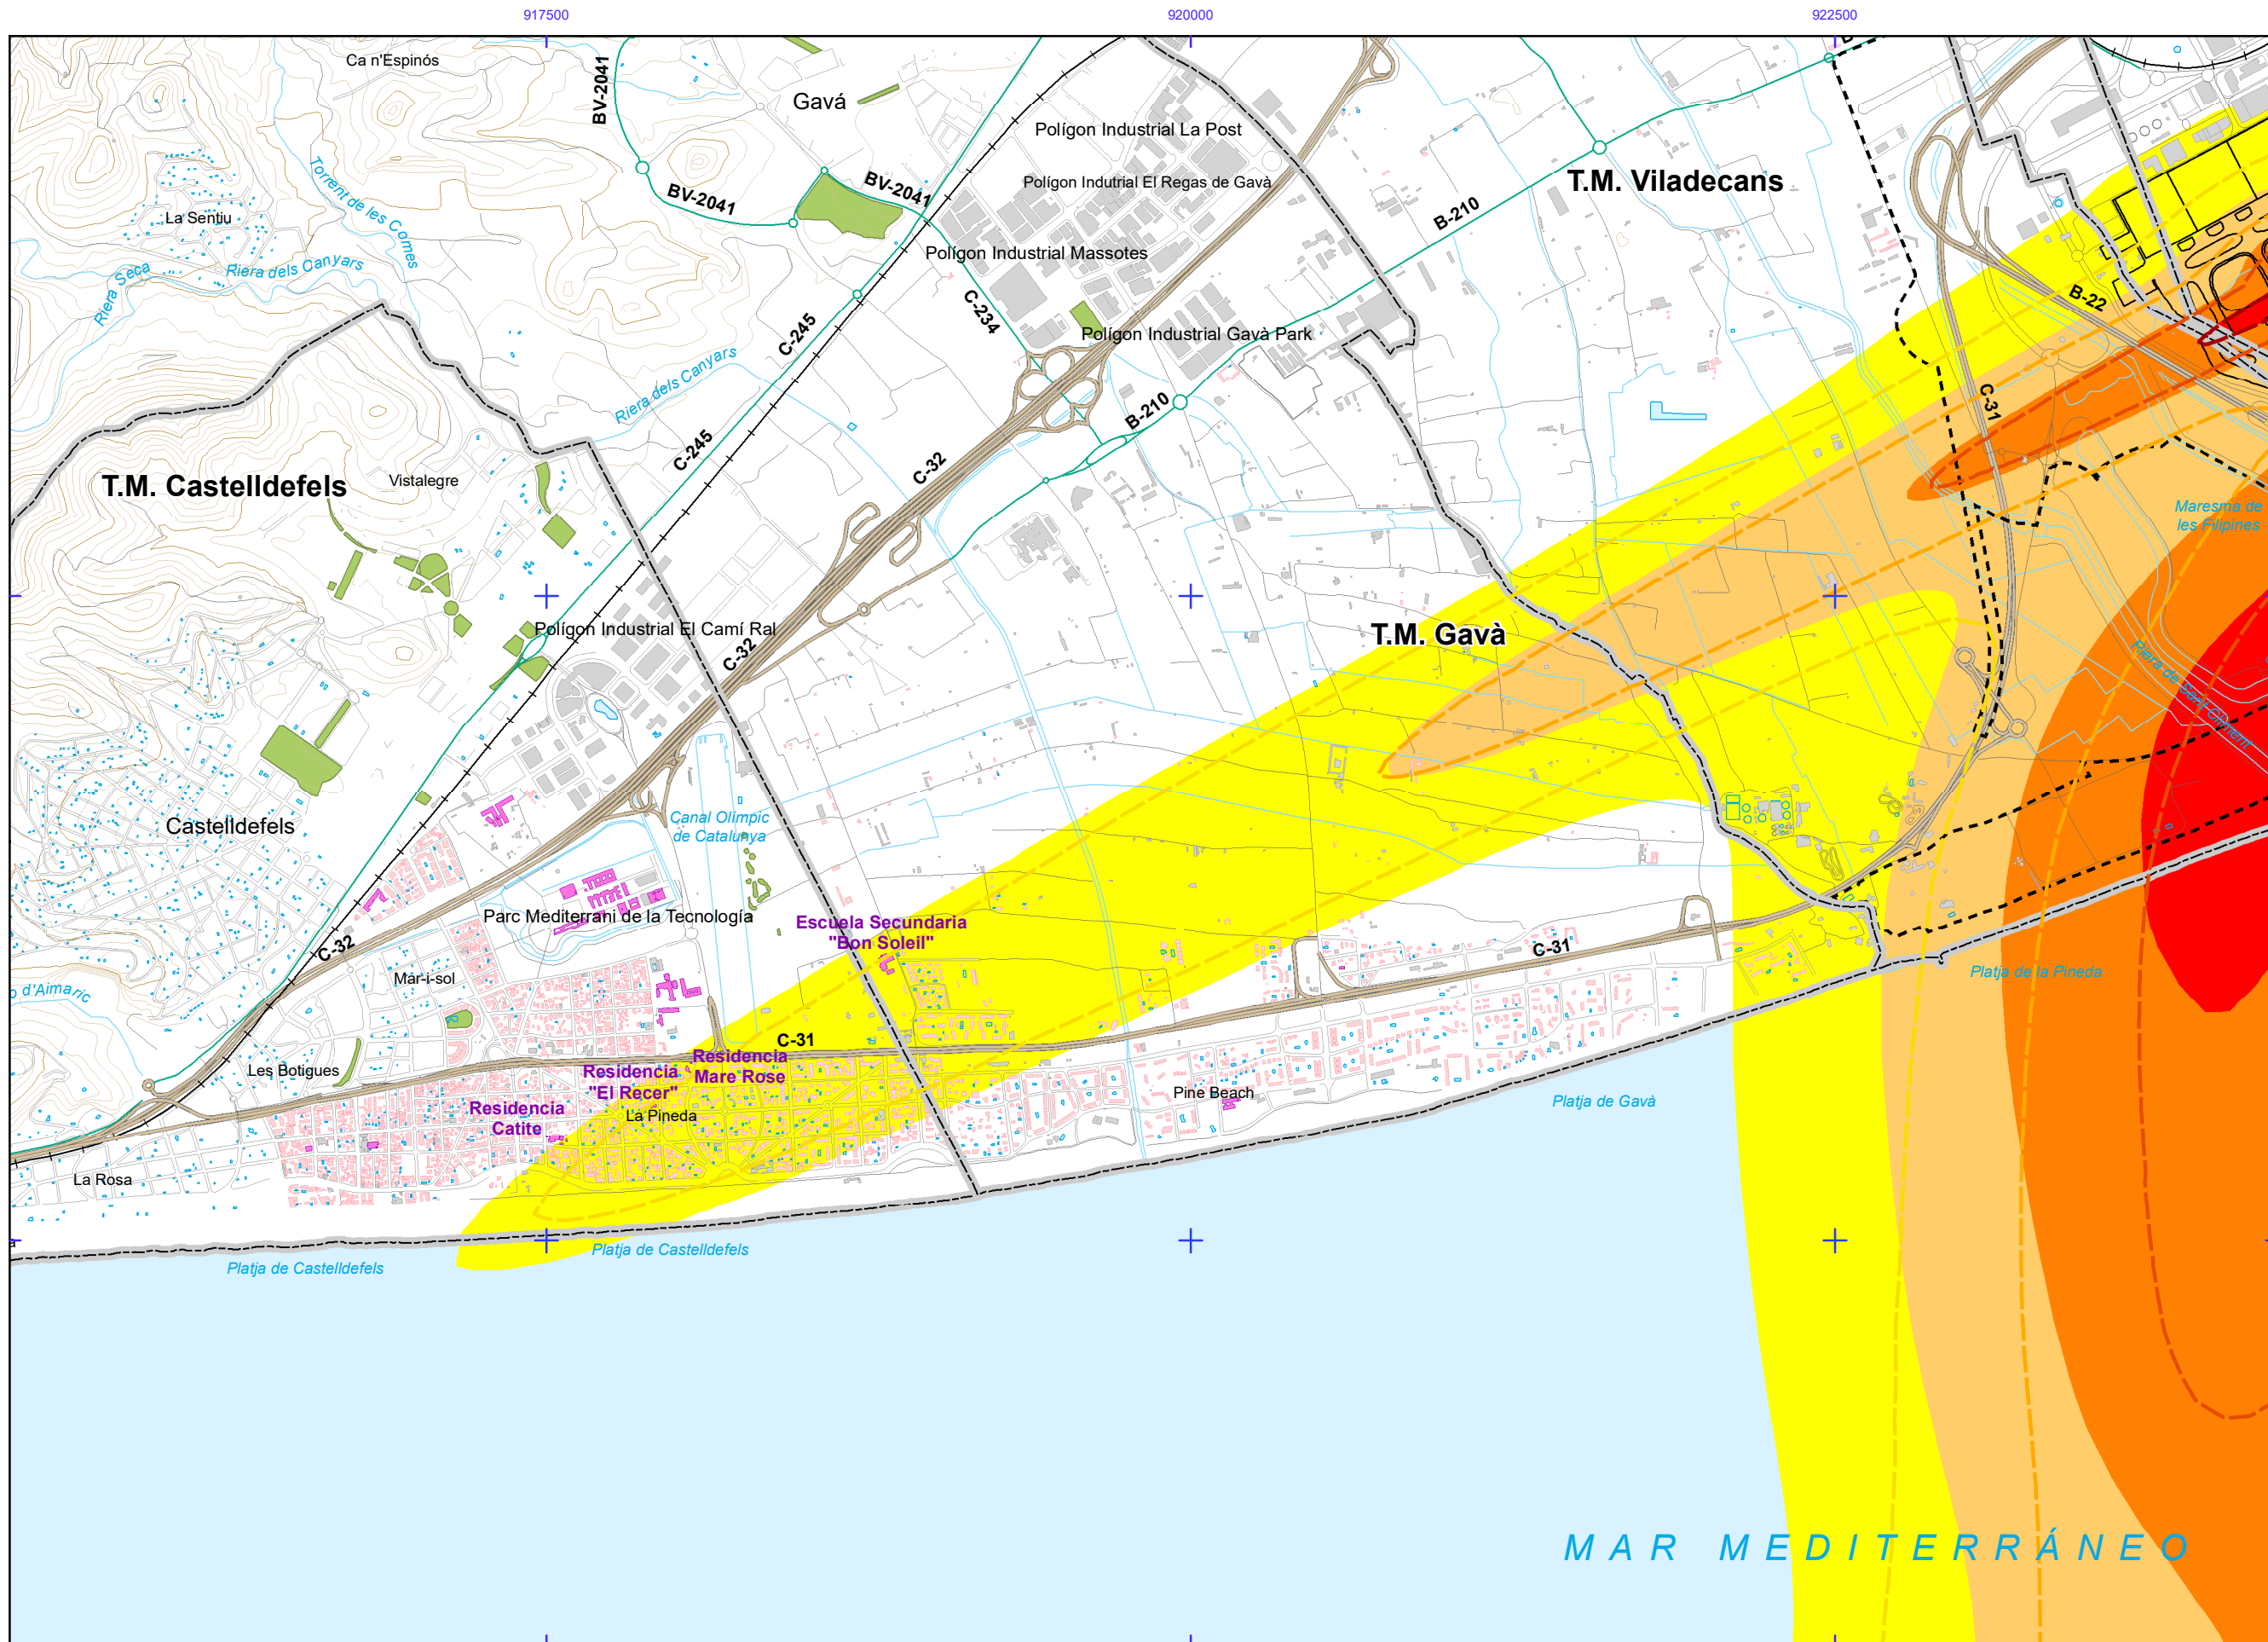 917500
920000
922500
Ca n'Espinós
BV-2041
Gavá
Polígon Industrial La Post
Polígon Indutrial El Regas de Gavà
T.M. Viladecans
BV-2041
BV-2041
B-210
Torrent de les Comes
La Sentiu
Riera Seca
Riera dels Canyars
Polígon Industrial Massotes
C-234
C-245
B-22
Polígon Industrial Gavà Park
Riera dels Canyars
B-210
C-31
C-245
C-32
T.M. Castelldefels
Vistalegre
Maresma de
les Filipines
Polígon Industrial El Camí Ral
C-32
T.M. Gavà
Riera de Sant Climent
Castelldefels
Canal Olímpic
de Catalunya
Parc Mediterrani de la Tecnología
Escuela Secundaria
"Bon Soleil"
C-32
C-31
Mar-i-sol
o d'Aimaric
Platja de la Pineda
C-31
Les Botigues
Residencia
Mare Rose
Residencia
"El Recer"
Residencia
Catite
La Pineda
Pine Beach
Platja de Gavà
La Rosa
a
Platja de Castelldefels
Platja de Castelldefels
MAR MEDITERRÁNEO